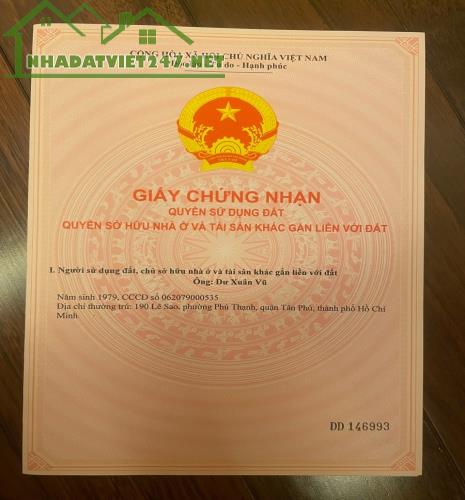 NHADATVIET247.NET
CỘNG HÒA XÃ HỘI CHỦ NGHĨA VIỆT NAM
do - Hạnh phúc
GIẤY CHỨNG NHẬN
QUYỀN SỬ DỤNG ĐẤT
QUYỀN SỞ HỮU NHÀ Ở VÀ TÀI SẢN KHÁC GẮN LIỀN VỚI ĐẤT
I. Người sử dụng đất, chủ sở hữu nhà ở và tài sản khác gắn liền với đất
Ông: Dư Xuân Vũ
Năm sinh 1979, CCCD số 062079000535
Địa chỉ thường trú: 190 Lê Sao, phường Phú Thạnh, quận Tân Phú, thành phố Hồ Chí
Minh
DD 146993